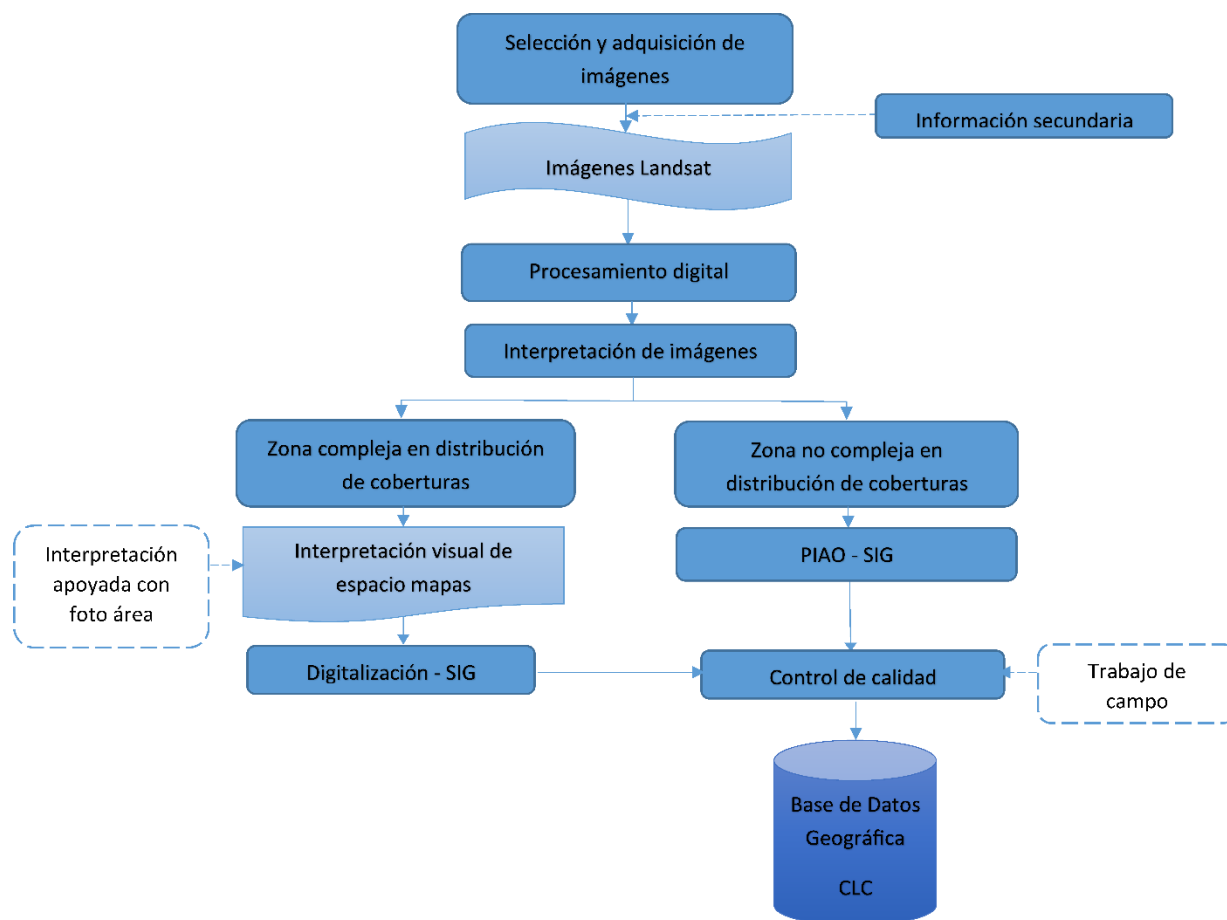 Selección y adquisición de
imágenes
Información secundaria
Imágenes Landsat
Procesamiento digital
Interpretación de imágenes
Zona compleja en distribución
de coberturas
Zona no compleja en
distribución de coberturas
Interpretación
apoyada con
foto área
Interpretación visual de
espacio mapas
PIAO - SIG
Digitalización - SIG
Control de calidad
Trabajo de
campo
Base de Datos
Geográfica
CLC